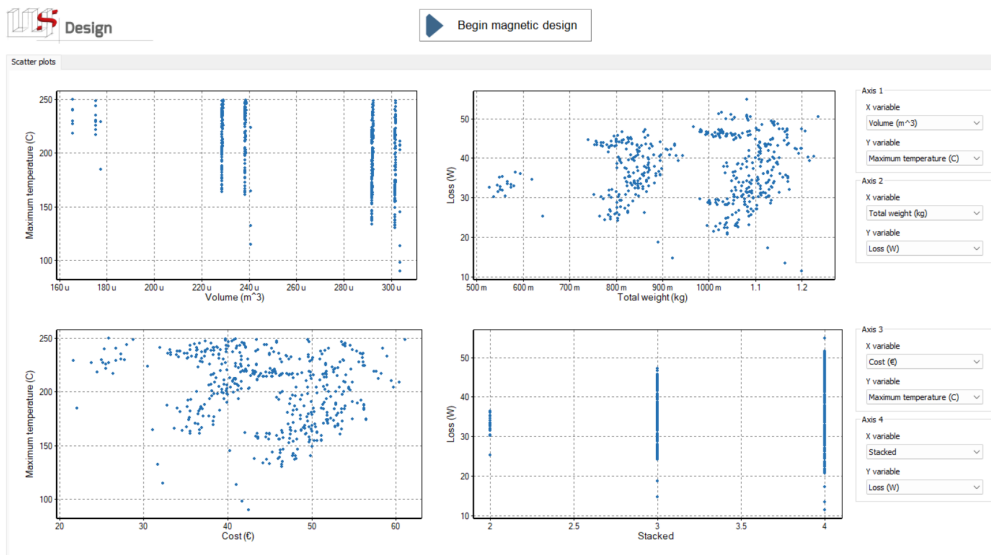 Design
Begin magnetic design
Scatter plots
Maximum temperature (C)
250
200
150
100
160 u
180 u
200 u
220 u
240 u
260 u
280 u
300 u
Volume (m^3)
Loss (W)
50
40
30
20
10
500 m
600 m
700 m
800 m
900 m
1000 m
1.1
1.2
Total weight (kg)
Axis 1
X variable
Volume (m^3)
Y variable
Maximum temperature (C)
Axis 2
X variable
Total weight (kg)
Y variable
Loss (W)
Maximum temperature (C)
250
200
150
100
20
30
40
50
60
Cost (€)
Loss (W)
50
40
30
20
10
2
2.5
3
3.5
4
Stacked
Axis 3
X variable
Cost (€)
Y variable
Maximum temperature (C)
Axis 4
X variable
Stacked
Y variable
Loss (W)